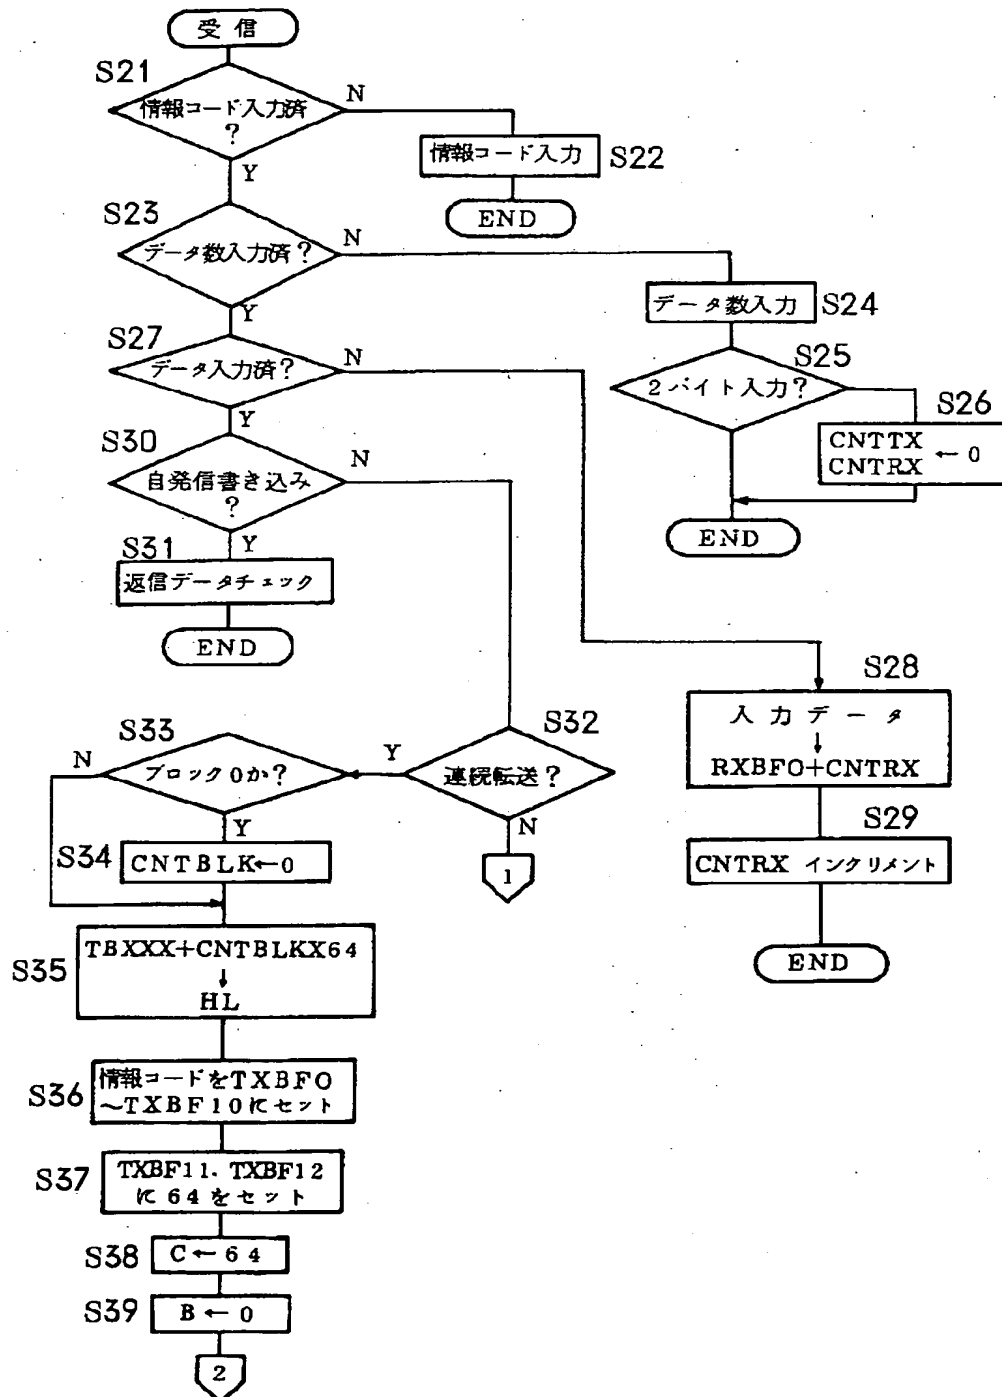 受信
S21
情報コード入力済
?
N
Y
情報コード入力
S22
END
S23
データ数入力済?
N
Y
データ数入力
S24
S25
2バイト入力?
S26
CNTTX
CNTRX
←0
END
S27
データ入力済?
N
Y
S30
自発信書き込み
?
N
Y
S31
返信データチェック
END
S28
入力データ
↓
RXBF0+CNTRX
S29
CNTRX インクリメント
END
S32
連続転送?
Y
N
1
S33
ブロック0か?
N
Y
S34
CNTBLK←0
S35
TBXXX+CNTBLKX64
↓
HL
S36
情報コードをTXBF0
~TXBF10にセット
S37
TXBF11、TXBF12
に64をセット
S38
C←64
S39
B←0
2